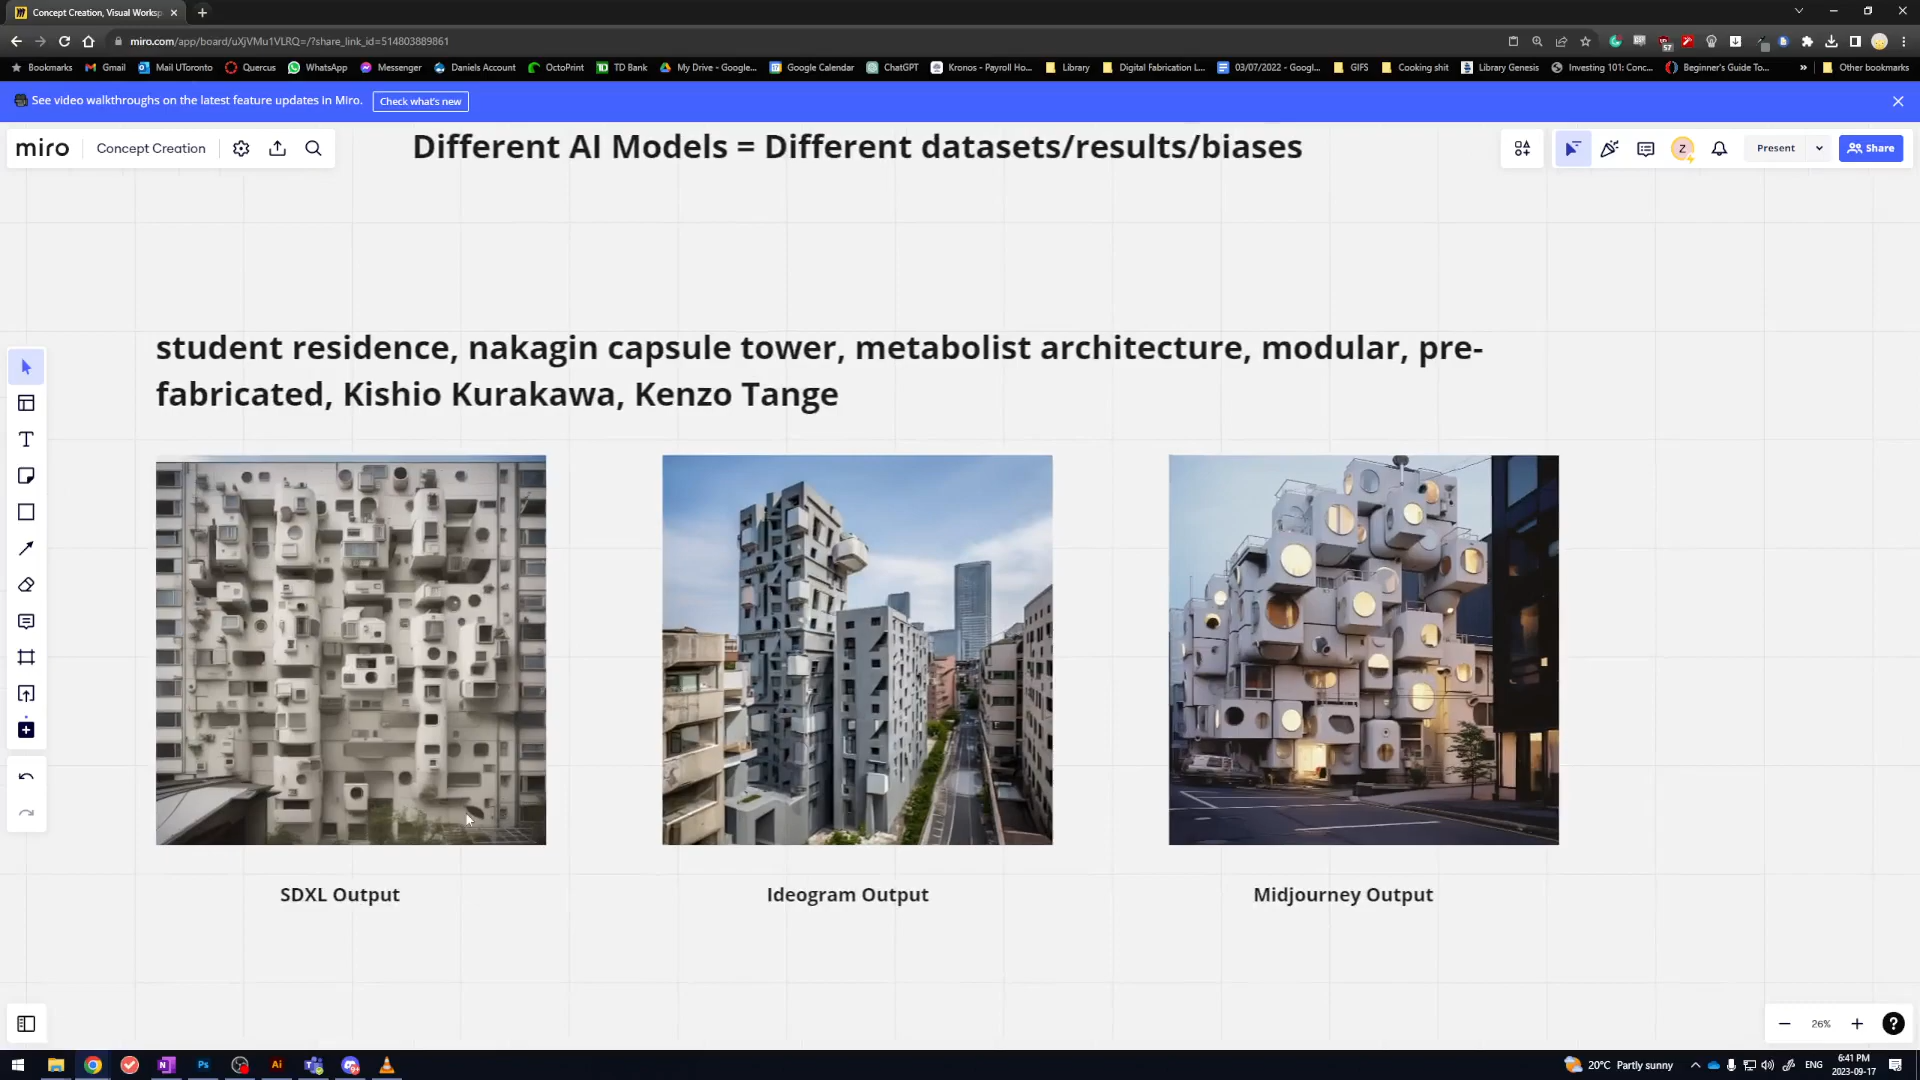 Concept Creation, Visual Worksp
miro.com/app/board/uXjVMu1VLRQ=/?share_link_id=514803889861
Bookmarks Gmail Mail UToronto Quercus WhatsApp Messenger Daniels Account OctoPrint TD Bank My Drive - Google... Google Calendar ChatGPT Kronos - Payroll Ho... Library Digital Fabrication L... 03/07/2022 - Googl... GIFS Cooking shit Library Genesis Investing 101: Conc... Beginner's Guide To... » Other bookmarks
See video walkthroughs on the latest feature updates in Miro. Check what's new
miro Concept Creation Different AI Models = Different datasets/results/biases Z Present Share
student residence, nakagin capsule tower, metabolist architecture, modular, pre-
fabricated, Kishio Kurakawa, Kenzo Tange
SDXL Output Ideogram Output Midjourney Output
26%
20°C Partly sunny ENG 6:41 PM
2023-09-17